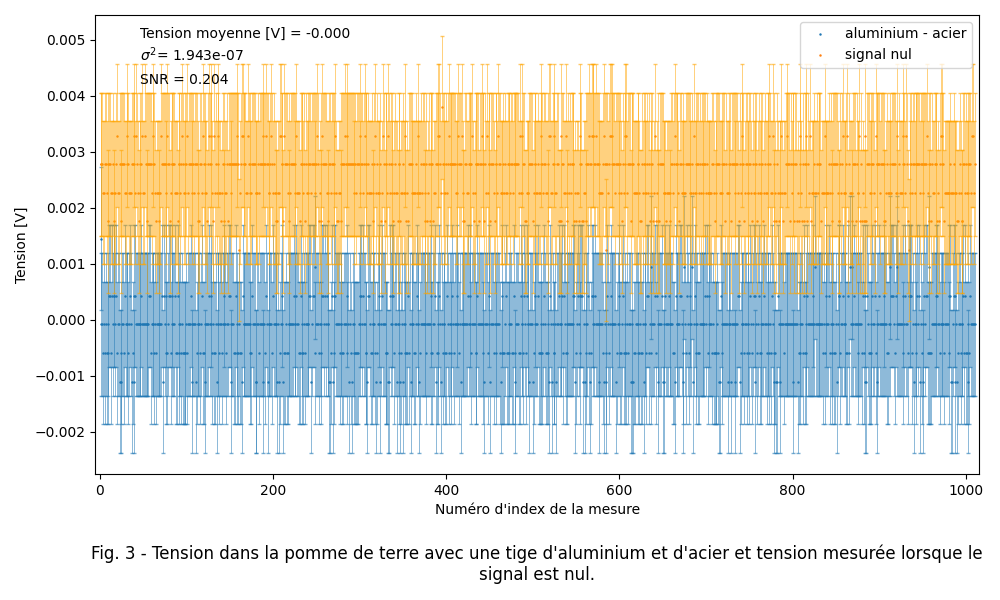 Tension moyenne [V] = -0.000
σ²= 1.943e-07
SNR = 0.204
aluminium - acier
signal nul
0.005
0.004
0.003
0.002
0.001
0.000
−0.001
−0.002
Tension [V]
0
200
400
600
800
1000
Numéro d'index de la mesure
Fig. 3 - Tension dans la pomme de terre avec une tige d'aluminium et d'acier et tension mesurée lorsque le
signal est nul.